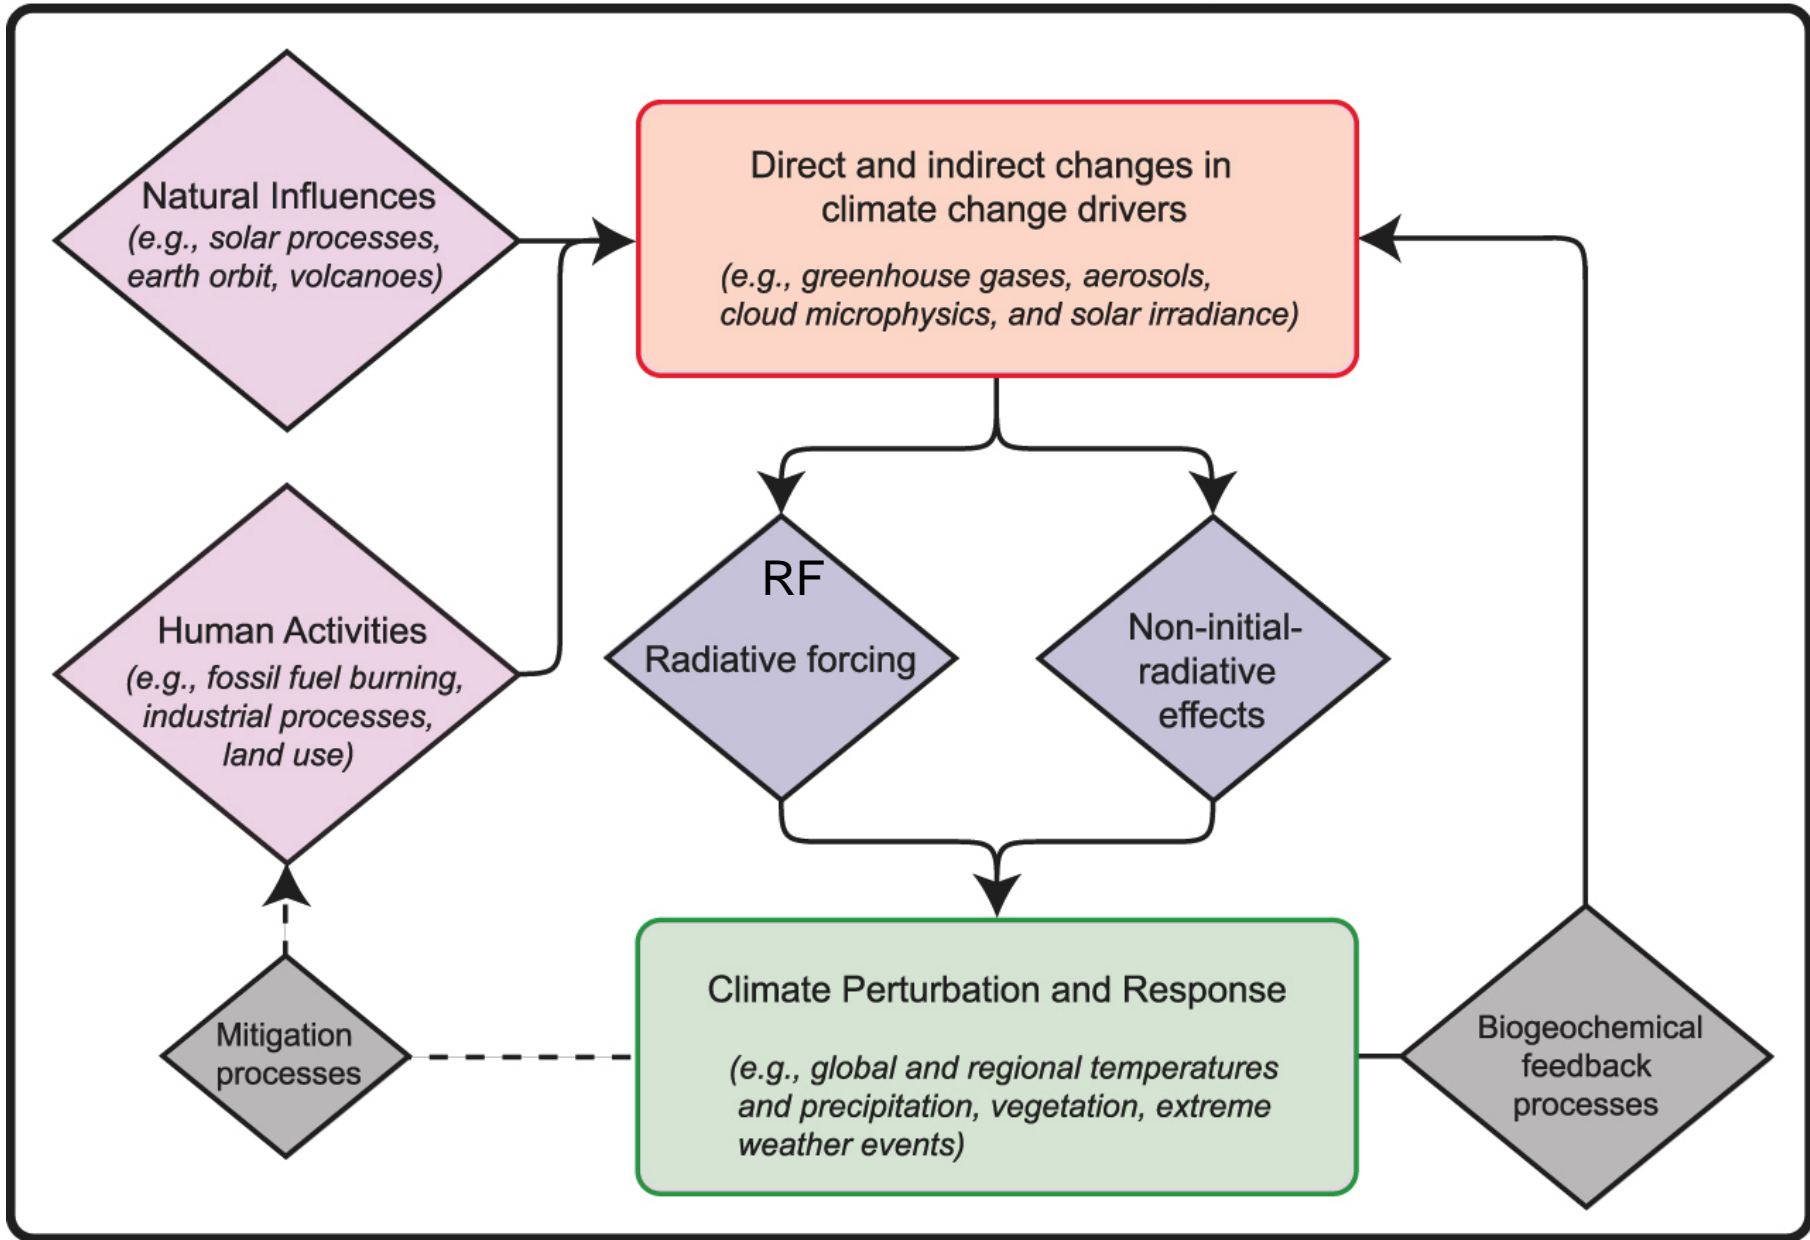 Natural Influences
(e.g., solar processes,
earth orbit, volcanoes)
Direct and indirect changes in
climate change drivers
(e.g., greenhouse gases, aerosols,
cloud microphysics, and solar irradiance)
Human Activities
(e.g., fossil fuel burning,
industrial processes,
land use)
RF
Radiative forcing
Non-initial-
radiative
effects
Mitigation
processes
Climate Perturbation and Response
(e.g., global and regional temperatures
and precipitation, vegetation, extreme
weather events)
Biogeochemical
feedback
processes